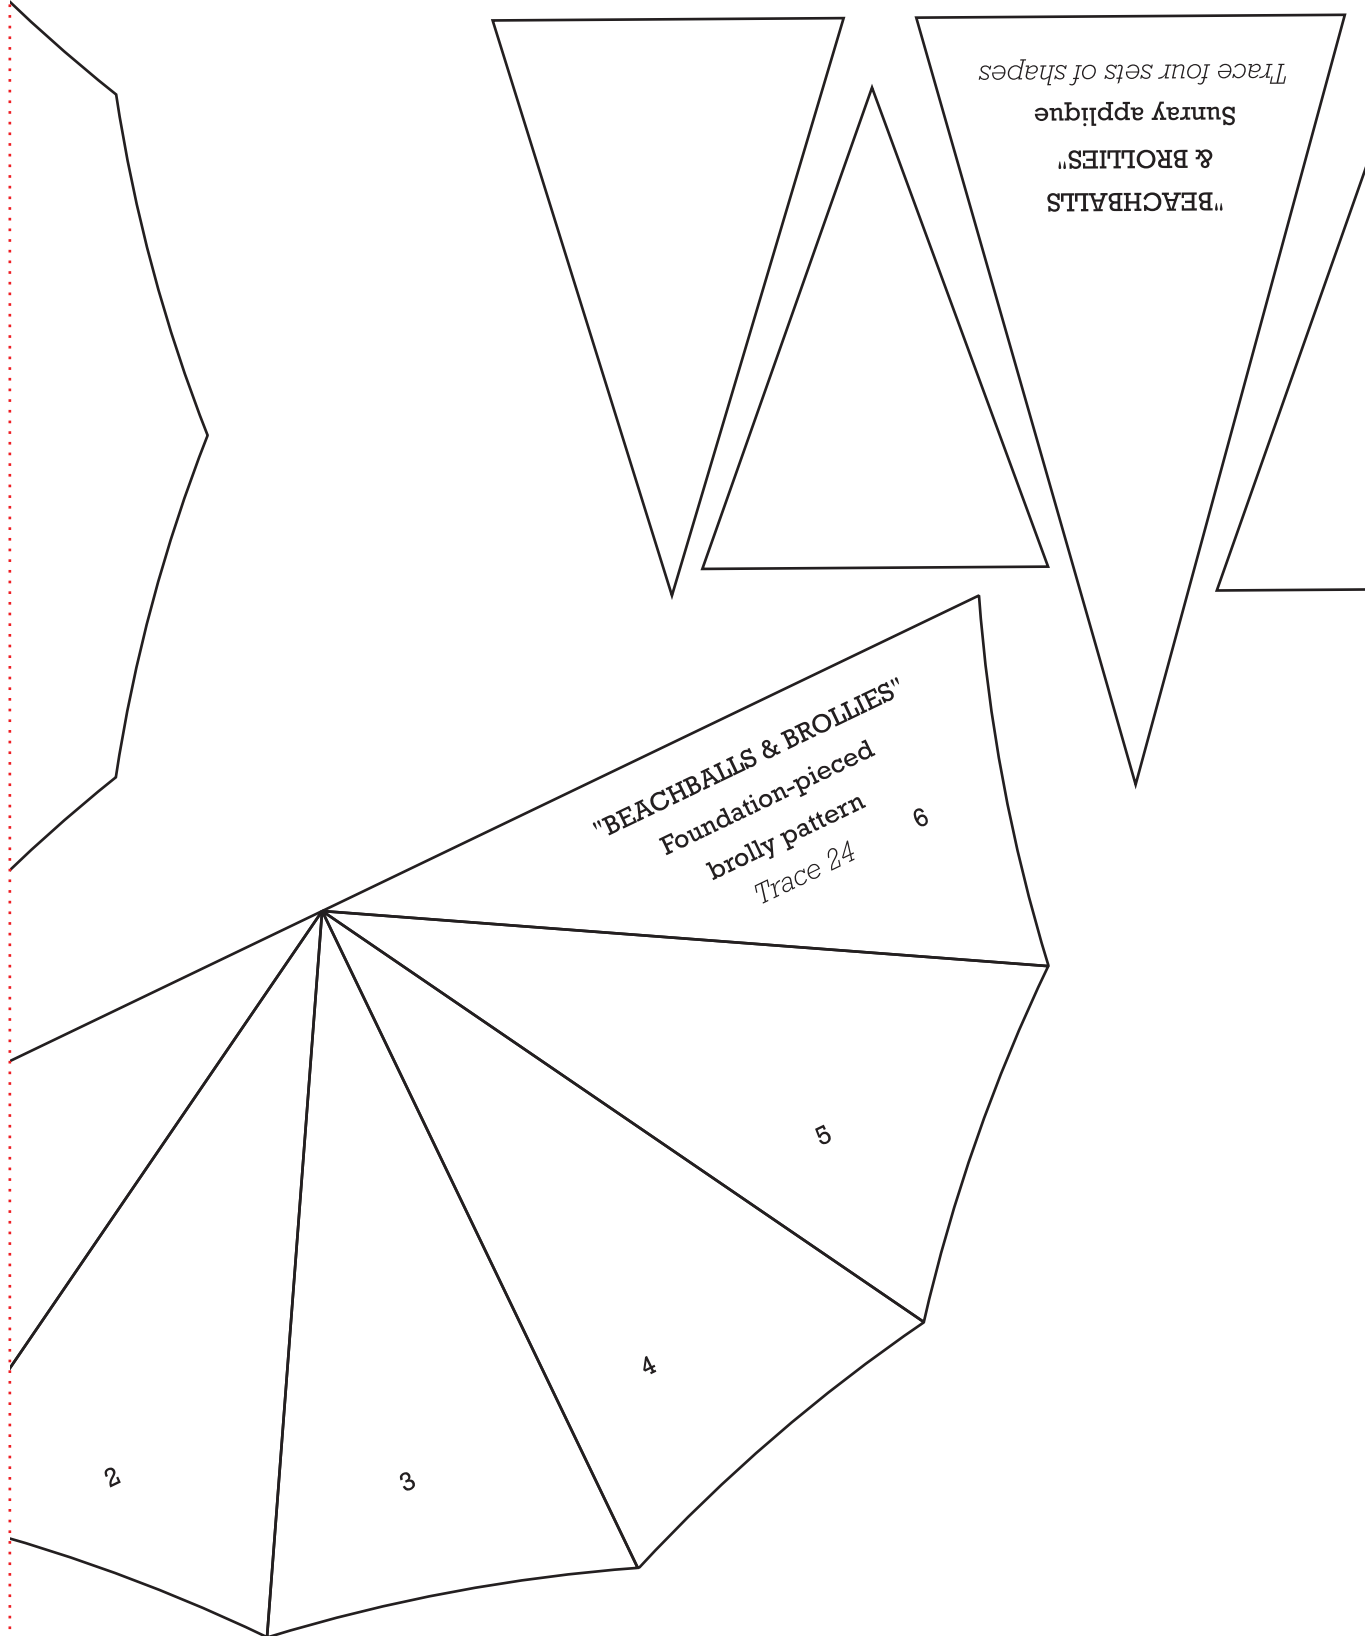 "BEACHBALLS
& BROLLIES"
Sunray applique
Trace four sets of shapes
"BEACHBALLS & BROLLIES"
Foundation-pieced
brolly pattern
Trace 24
6
5
4
3
2